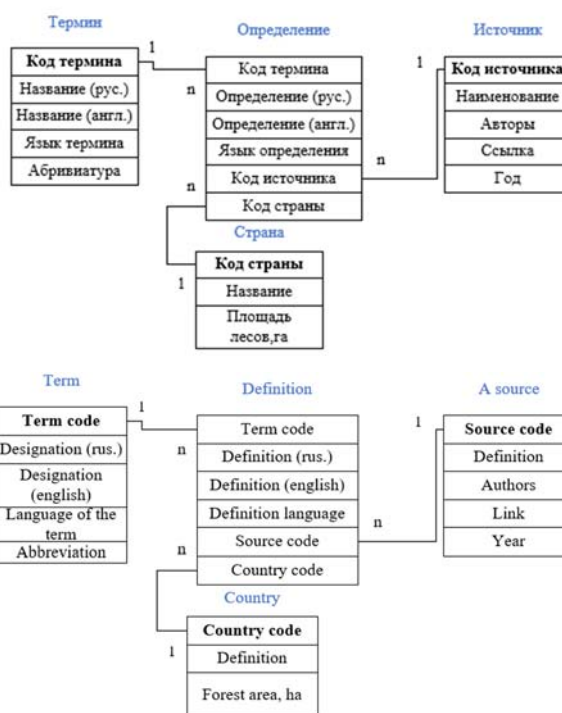 Термин
Код термина
Название (рус.)
Название (англ.)
Язык термина
Абривиатура
1
n
Определение
Код термина
Определение (рус.)
Определение (англ.)
Язык определения
Код источника
Код страны
1
n
Источник
Код источника
Наименование
Авторы
Ссылка
Год
n
1
Страна
Код страны
Название
Площадь
лесов,га
Term
Term code
Designation (rus.)
Designation
(english)
Language of the
term
Abbreviation
1
n
Definition
Term code
Definition (rus.)
Definition (english)
Definition language
Source code
Country code
1
n
A source
Source code
Definition
Authors
Link
Year
n
1
Country
Country code
Definition
Forest area, ha